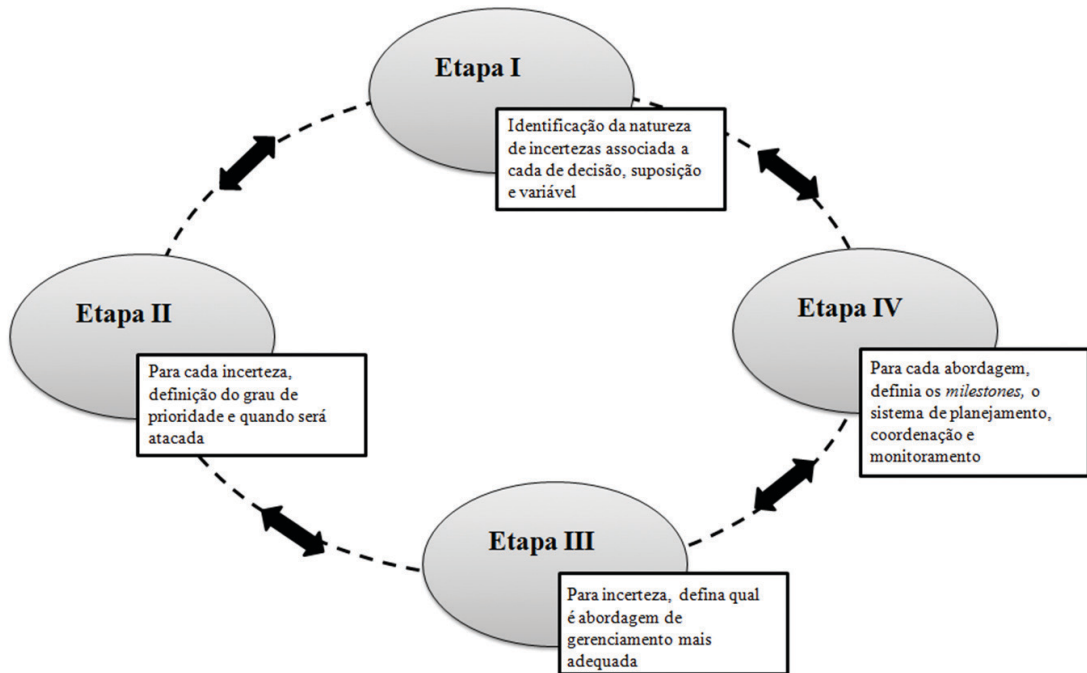 Etapa I
Identificação da natureza
de incertezas associada a
cada de decisão, suposição
e variável
Etapa II
Para cada incerteza,
definição do grau de
prioridade e quando será
atacada
Etapa III
Para incerteza, defina qual
é abordagem de
gerenciamento mais
adequada
Etapa IV
Para cada abordagem,
definia os milestones, o
sistema de planejamento,
coordenação e
monitoramento